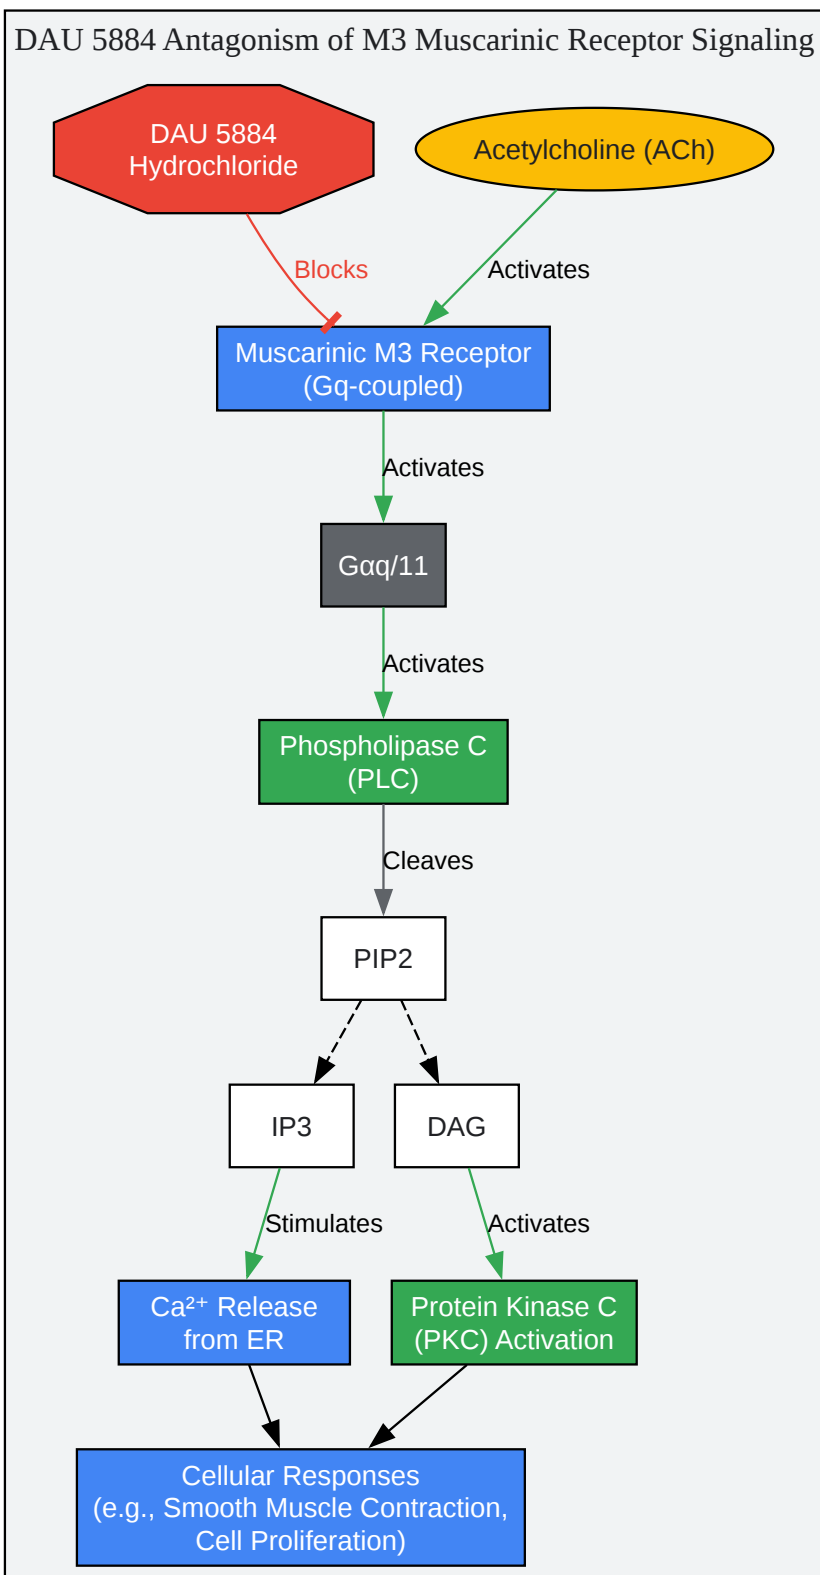 DAU 5884 Antagonism of M3 Muscarinic Receptor Signaling
DAU 5884
Hydrochloride
Acetylcholine (ACh)
Blocks
Activates
Muscarinic M3 Receptor
(Gq-coupled)
Activates
Gαq/11
Activates
Phospholipase C
(PLC)
Cleaves
PIP2
IP3
DAG
Stimulates
Activates
Ca²⁺ Release
from ER
Protein Kinase C
(PKC) Activation
Cellular Responses
(e.g., Smooth Muscle Contraction,
Cell Proliferation)